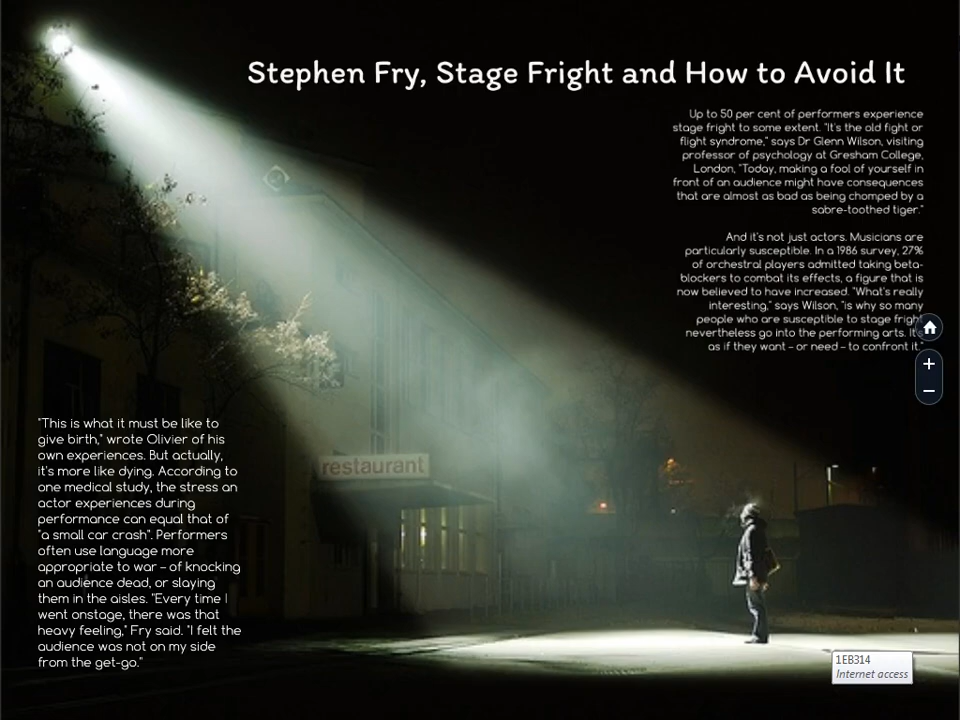 Stephen Fry, Stage Fright and How to Avoid It
Up to 50 per cent of performers experience
stage fright to some extent. "It's the old fight or
flight syndrome," says Dr Glenn Wilson, visiting
professor of psychology at Gresham College,
London, "Today, making a fool of yourself in
front of an audience might have consequences
that are almost as bad as being chomped by a
sabre-toothed tiger."
And it's not just actors. Musicians are
particularly susceptible. In a 1986 survey, 27%
of orchestral players admitted taking beta-
blockers to combat its effects, a figure that is
now believed to have increased. "What's really
interesting," says Wilson, "is why so many
people who are susceptible to stage fright
nevertheless go into the performing arts. It's
as if they want – or need – to confront it."
"This is what it must be like to
give birth," wrote Olivier of his
own experiences. But actually,
it's more like dying. According to
one medical study, the stress an
actor experiences during
performance can equal that of
"a small car crash". Performers
often use language more
appropriate to war – of knocking
an audience dead, or slaying
them in the aisles. "Every time I
went onstage, there was that
heavy feeling," Fry said. "I felt the
audience was not on my side
from the get-go."
restaurant
1EB314
Internet access